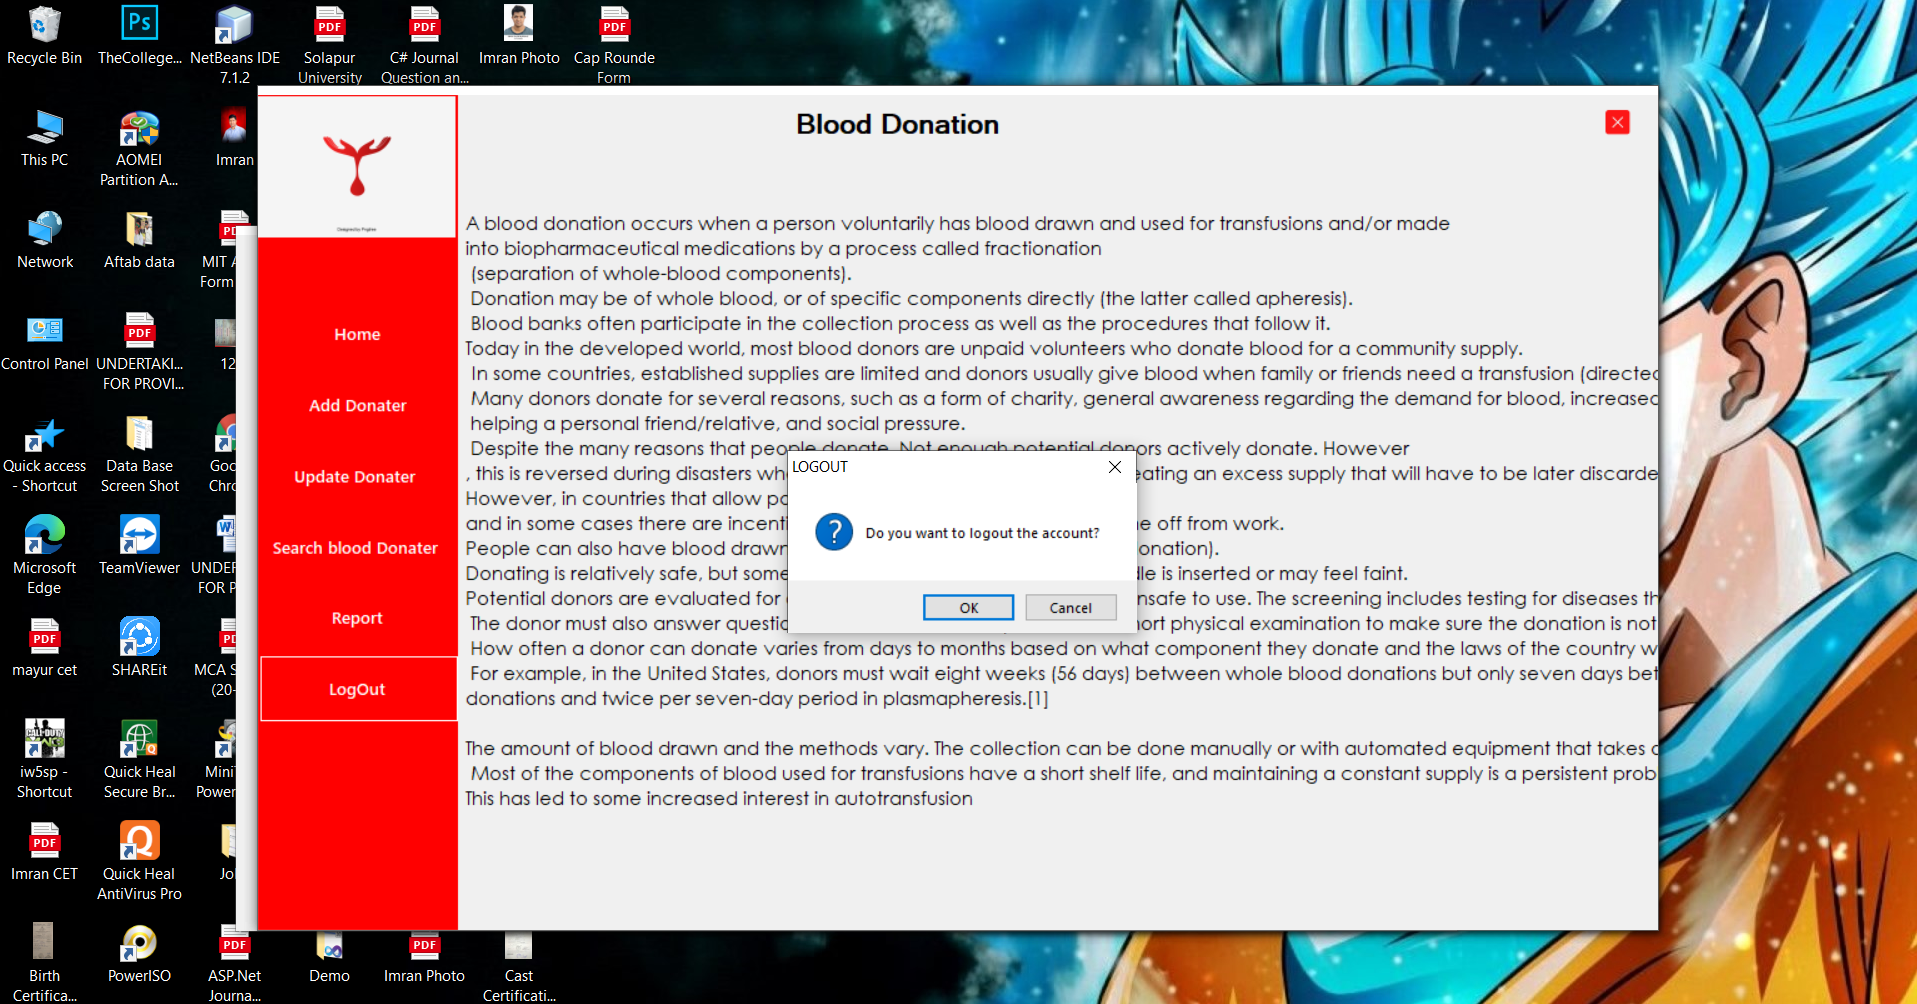 Recycle Bin
TheCollege...
NetBeans IDE
7.1.2
Solapur
University
C# Journal
Question an...
Imran Photo
Cap Rounde
Form
This PC
AOMEI
Partition A...
Imran
Network
Aftab data
MIT A
Form
Control Panel
UNDERTAKI...
FOR PROVI...
12
Quick access
- Shortcut
Data Base
Screen Shot
Goo
Chro
Microsoft
Edge
TeamViewer
UNDEF
FOR P
mayur cet
SHAREit
MCA S
(20-
iw5sp -
Shortcut
Quick Heal
Secure Br...
Mini
Power
Imran CET
Quick Heal
AntiVirus Pro
Jo
Birth
Certifica...
PowerISO
ASP.Net
Journa...
Demo
Imran Photo
Cast
Certificati...
Home
Add Donater
Update Donater
Search blood Donater
Report
LogOut
Blood Donation
A blood donation occurs when a person voluntarily has blood drawn and used for transfusions and/or made
into biopharmaceutical medications by a process called fractionation
(separation of whole-blood components).
Donation may be of whole blood, or of specific components directly (the latter called apheresis).
Blood banks often participate in the collection process as well as the procedures that follow it.
Today in the developed world, most blood donors are unpaid volunteers who donate blood for a community supply.
In some countries, established supplies are limited and donors usually give blood when family or friends need a transfusion (directed
Many donors donate for several reasons, such as a form of charity, general awareness regarding the demand for blood, increased
helping a personal friend/relative, and social pressure.
Despite the many reasons that people donate. Not enough potential donors actively donate. However
, this is reversed during disasters wh eating an excess supply that will have to be later discarde
However, in countries that allow pa
and in some cases there are incenti e off from work.
People can also have blood drawn onation).
Donating is relatively safe, but some le is inserted or may feel faint.
Potential donors are evaluated for nsafe to use. The screening includes testing for diseases th
The donor must also answer questio ort physical examination to make sure the donation is not
How often a donor can donate varies from days to months based on what component they donate and the laws of the country w
For example, in the United States, donors must wait eight weeks (56 days) between whole blood donations but only seven days bet
donations and twice per seven-day period in plasmapheresis.[1]
The amount of blood drawn and the methods vary. The collection can be done manually or with automated equipment that takes o
Most of the components of blood used for transfusions have a short shelf life, and maintaining a constant supply is a persistent prob
This has led to some increased interest in autotransfusion
LOGOUT
Do you want to logout the account?
OK
Cancel